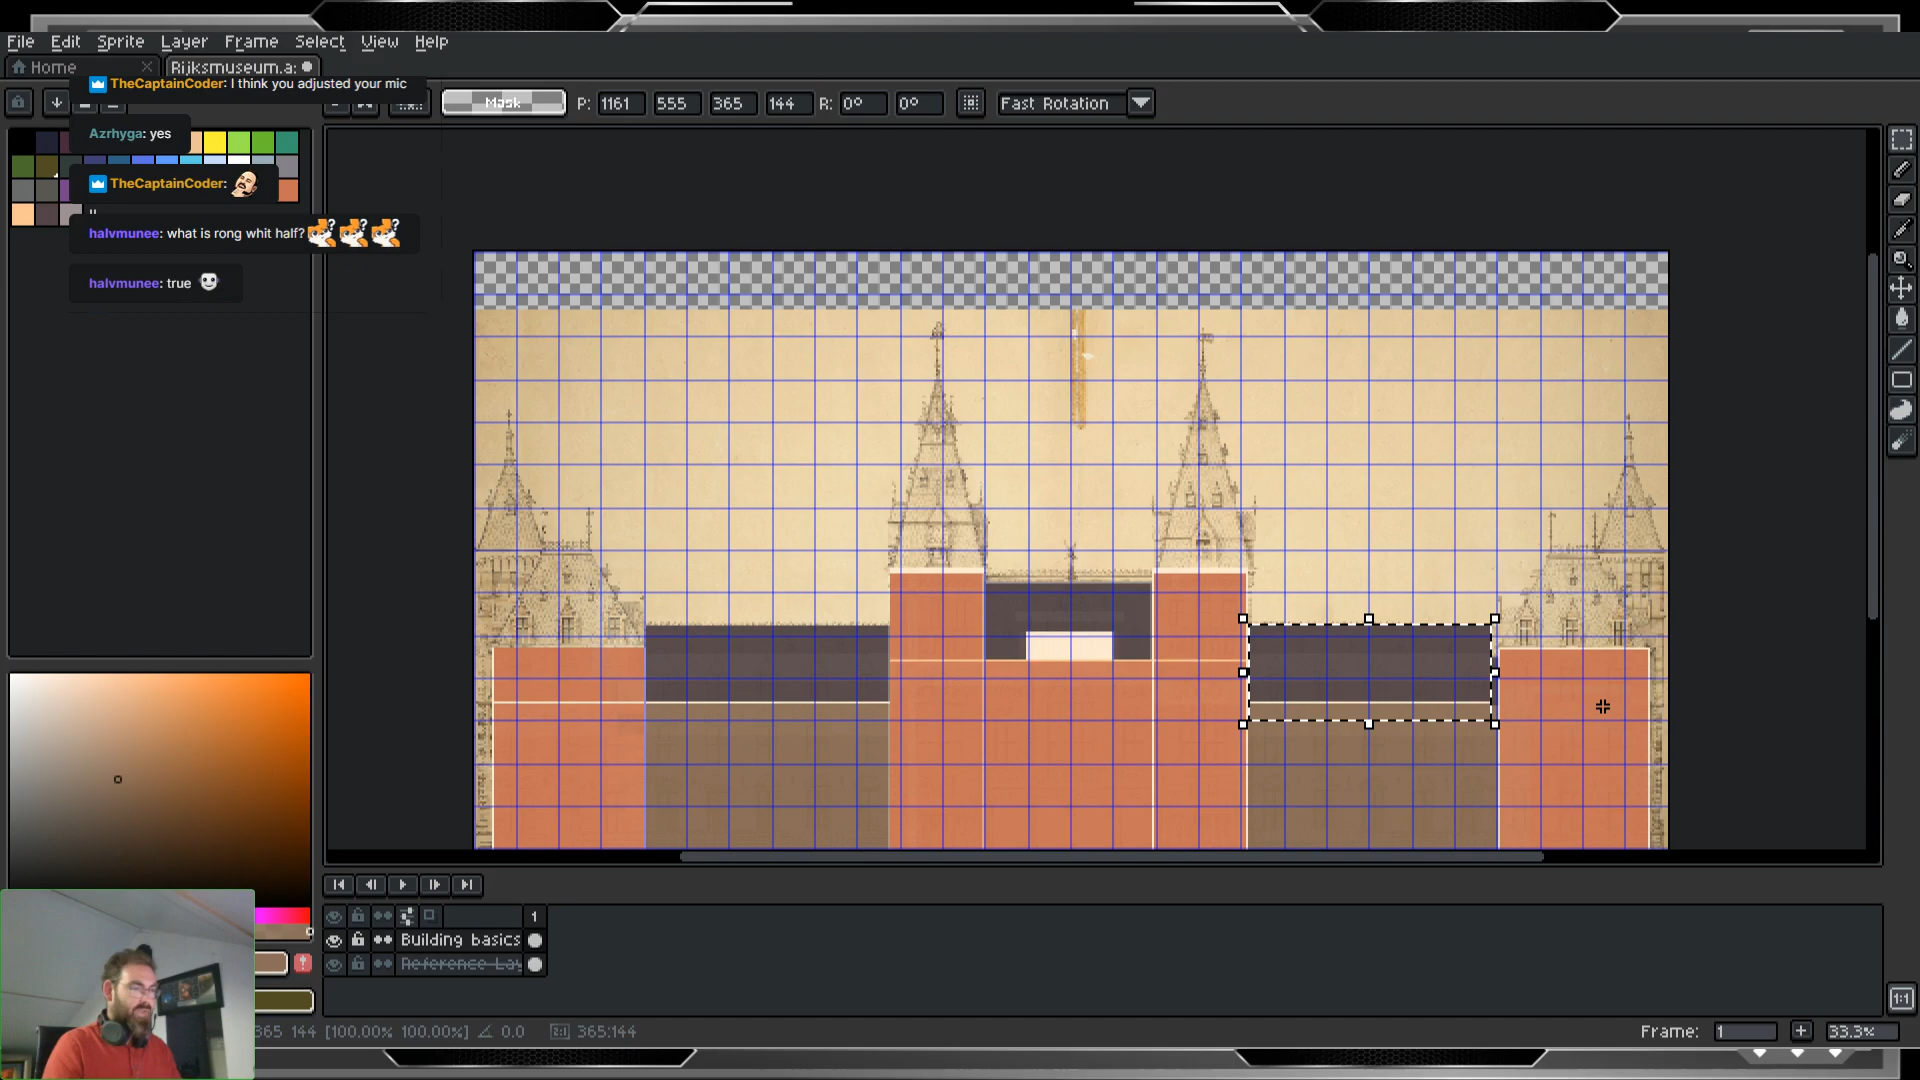 File Edit Sprite Layer Frame Select View Help
Home
Rijksmuseum.a:
TheCaptainCoder: I think you adjusted your mic
Mask P: 1161 555 365 144 R: 0° 0° Fast Rotation
Azrhyga: yes
TheCaptainCoder:
halvmunee: what is rong whit half?
halvmunee: true
1
Building basics
Reference Lay
365 144 [100.00% 100.00%] 0.0 365:144
Frame: 1 + 33.3%
1:1